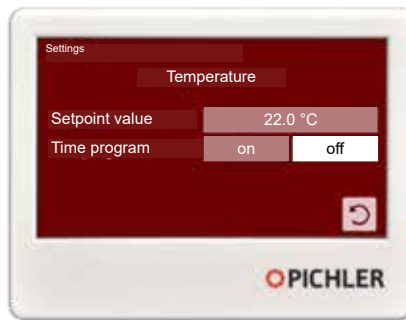 Settings
Temperature
Setpoint value 22.0 °C
Time program on off
PICHLER